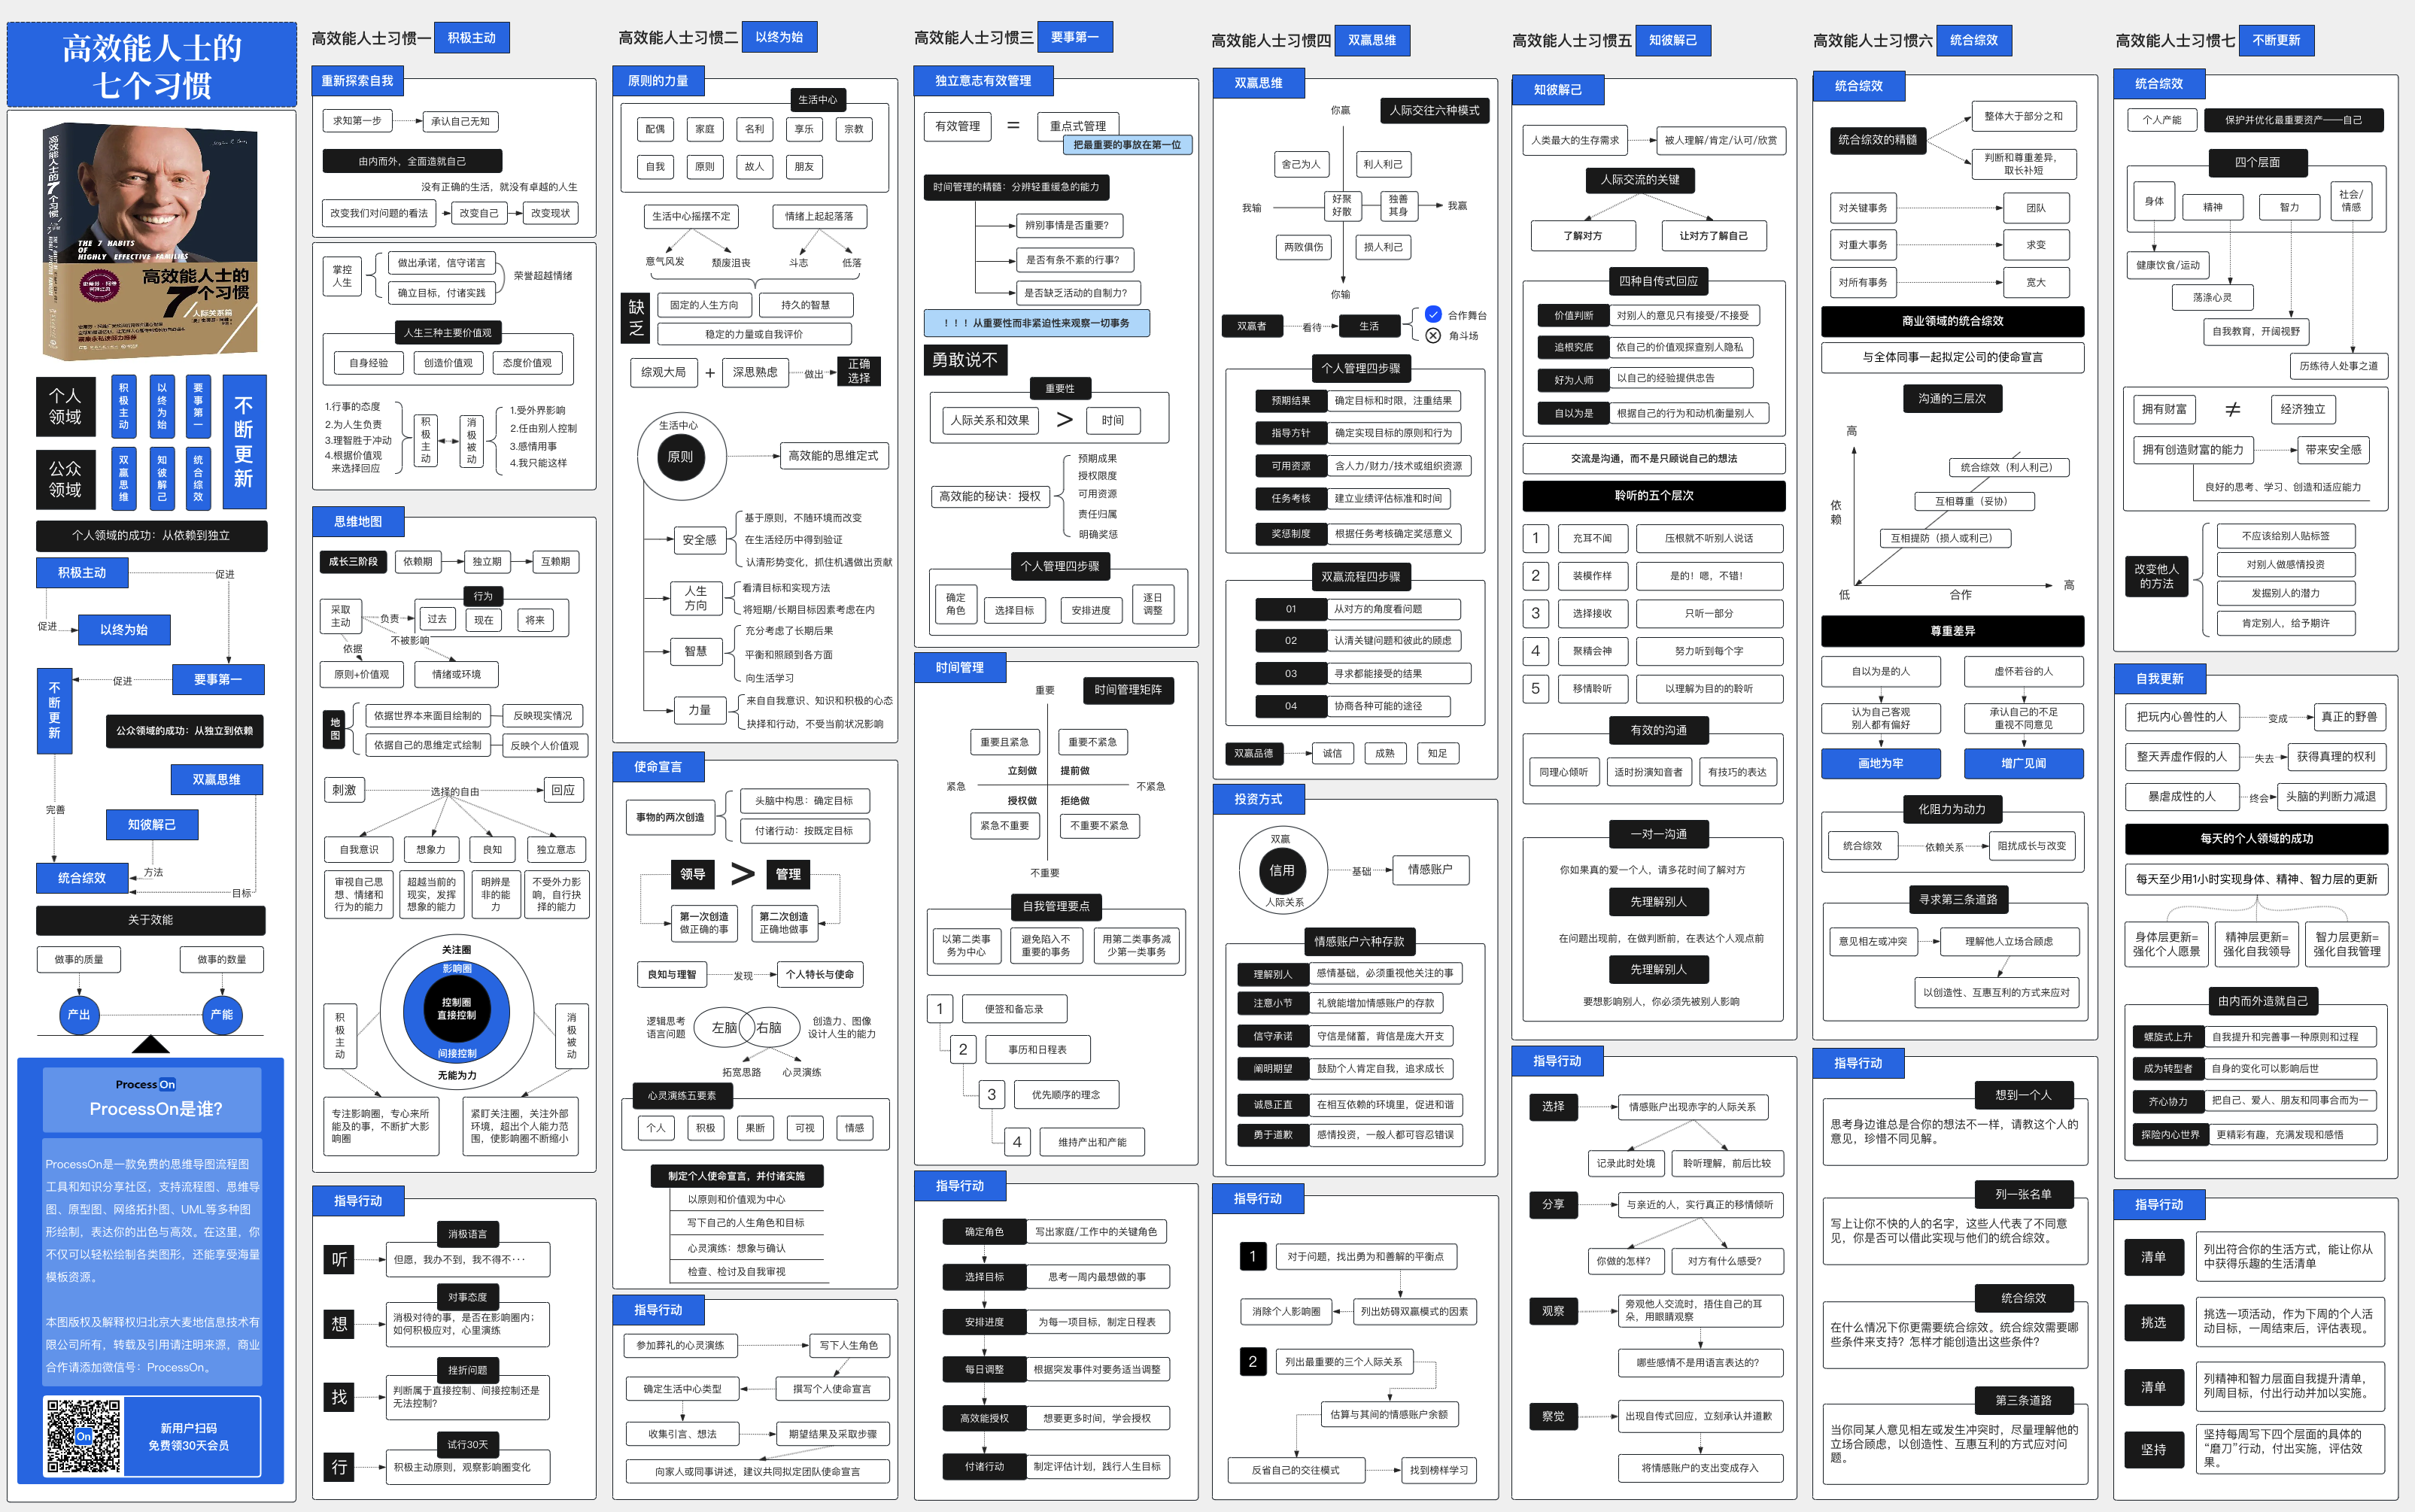 高效能人士的
七个习惯
高效能人士的7个习惯
THE 7 HABITS
OF
HIGHLY EFFECTIVE FAMILIES
高效能人士的
7个习惯
人际关系篇
个人
领域
积极主动
以终为始
要事第一
不断更新
公众
领域
双赢思维
知彼解己
统合综效
个人领域的成功：从依赖到独立
积极主动
促进
促进
以终为始
不断更新
促进
要事第一
公众领域的成功：从独立到依赖
双赢思维
完善
知彼解己
方法
统合综效
目标
关于效能
做事的质量
做事的数量
产出
产能
ProcessOn
ProcessOn是谁?
ProcessOn是一款免费的思维导图流程图
工具和知识分享社区，支持流程图、思维导
图、原型图、网络拓扑图、UML等多种图
形绘制，表达你的出色与高效。在这里，你
不仅可以轻松绘制各类图形，还能享受海量
模板资源。
本图版权及解释权归北京大麦地信息技术有
限公司所有，转载及引用请注明来源，商业
合作请添加微信号：ProcessOn。
On
新用户扫码
免费领30天会员
高效能人士习惯一
积极主动
重新探索自我
求知第一步
承认自己无知
由内而外，全面造就自己
没有正确的生活，就没有卓越的人生
改变我们对问题的看法
改变自己
改变现状
掌控
人生
做出承诺，信守诺言
确立目标，付诸实践
荣誉超越情绪
人生三种主要价值观
自身经验
创造价值观
态度价值观
1.行事的态度
2.为人生负责
3.理智胜于冲动
4.根据价值观
来选择回应
积极主动
消极被动
1.受外界影响
2.任由别人控制
3.感情用事
4.我只能这样
思维地图
成长三阶段
依赖期
独立期
互赖期
采取
主动
负责
行为
过去
现在
将来
不被影响
依据
原则+价值观
情绪或环境
地图
依据世界本来面目绘制的
反映现实情况
依据自己的思维定式绘制
反映个人价值观
刺激
选择的自由
回应
自我意识
想象力
良知
独立意志
审视自己思
想、情绪和
行为的能力
超越当前的
现实，发挥
想象的能力
明辨是
非的能
力
不受外力影
响，自行抉
择的能力
关注圈
影响圈
控制圈
直接控制
间接控制
无能为力
积极主动
消极被动
专注影响圈，专心来所
能及的事，不断扩大影
响圈
紧盯关注圈，关注外部
环境，超出个人能力范
围，使影响圈不断缩小
指导行动
听
消极语言
但愿，我办不到，我不得不···
想
对事态度
消极对待的事，是否在影响圈内；
如何积极应对，心里演练
找
挫折问题
判断属于直接控制、间接控制还是
无法控制?
行
试行30天
积极主动原则，观察影响圈变化
高效能人士习惯二
以终为始
原则的力量
生活中心
配偶
家庭
名利
享乐
宗教
自我
原则
故人
朋友
生活中心摇摆不定
情绪上起起落落
意气风发
颓废沮丧
斗志
低落
缺乏
固定的人生方向
持久的智慧
稳定的力量或自我评价
综观大局
+
深思熟虑
做出
正确
选择
生活中心
原则
高效能的思维定式
安全感
基于原则，不随环境而改变
在生活经历中得到验证
认清形势变化，抓住机遇做出贡献
人生
方向
看清目标和实现方法
将短期/长期目标因素考虑在内
智慧
充分考虑了长期后果
平衡和照顾到各方面
向生活学习
力量
来自自我意识、知识和积极的心态
抉择和行动，不受当前状况影响
使命宣言
事物的两次创造
头脑中构思：确定目标
付诸行动：按既定目标
领导
>
管理
第一次创造
做正确的事
第二次创造
正确地做事
良知与理智
发现
个人特长与使命
逻辑思考
语言问题
左脑
右脑
创造力、图像
设计人生的能力
拓宽思路
心灵演练
心灵演练五要素
个人
积极
果断
可视
情感
制定个人使命宣言，并付诸实施
以原则和价值观为中心
写下自己的人生角色和目标
心灵演练：想象与确认
检查、检讨及自我审视
指导行动
参加葬礼的心灵演练
写下人生角色
确定生活中心类型
撰写个人使命宣言
收集引言、想法
期望结果及采取步骤
向家人或同事讲述，建议共同拟定团队使命宣言
高效能人士习惯三
要事第一
独立意志有效管理
有效管理
=
重点式管理
把最重要的事放在第一位
时间管理的精髓：分辨轻重缓急的能力
辨别事情是否重要?
是否有条不紊的行事?
是否缺乏活动的自制力?
！！！从重要性而非紧迫性来观察一切事务
勇敢说不
重要性
人际关系和效果
>
时间
高效能的秘诀：授权
预期成果
授权限度
可用资源
责任归属
明确奖惩
个人管理四步骤
确定
角色
选择目标
安排进度
逐日
调整
时间管理
重要
时间管理矩阵
重要且紧急
重要不紧急
立刻做
提前做
紧急
不紧急
授权做
拒绝做
紧急不重要
不重要不紧急
不重要
自我管理要点
以第二类事
务为中心
避免陷入不
重要的事务
用第二类事务减
少第一类事务
1
便签和备忘录
2
事历和日程表
3
优先顺序的理念
4
维持产出和产能
指导行动
确定角色
写出家庭/工作中的关键角色
选择目标
思考一周内最想做的事
安排进度
为每一项目标，制定日程表
每日调整
根据突发事件对要务适当调整
高效能授权
想要更多时间，学会授权
付诸行动
制定评估计划，践行人生目标
高效能人士习惯四
双赢思维
双赢思维
你赢
人际交往六种模式
舍己为人
利人利己
我输
好聚
好散
独善
其身
我赢
两败俱伤
损人利己
你输
双赢者
看待
生活
合作舞台
角斗场
个人管理四步骤
预期结果
确定目标和时限，注重结果
指导方针
确定实现目标的原则和行为
可用资源
含人力/财力/技术或组织资源
任务考核
建立业绩评估标准和时间
奖惩制度
根据任务考核确定奖惩意义
双赢流程四步骤
01
从对方的角度看问题
02
认清关键问题和彼此的顾虑
03
寻求都能接受的结果
04
协商各种可能的途径
双赢品德
诚信
成熟
知足
投资方式
双赢
信用
人际关系
基础
情感账户
情感账户六种存款
理解别人
感情基础，必须重视他关注的事
注意小节
礼貌能增加情感账户的存款
信守承诺
守信是储蓄，背信是庞大开支
阐明期望
鼓励个人肯定自我，追求成长
诚恳正直
在相互依赖的环境里，促进和谐
勇于道歉
感情投资，一般人都可容忍错误
指导行动
1
对于问题，找出勇为和善解的平衡点
消除个人影响圈
列出妨碍双赢模式的因素
2
列出最重要的三个人际关系
估算与其间的情感账户余额
反省自己的交往模式
找到榜样学习
高效能人士习惯五
知彼解己
知彼解己
人类最大的生存需求
被人理解/肯定/认可/欣赏
人际交流的关键
了解对方
让对方了解自己
四种自传式回应
价值判断
对别人的意见只有接受/不接受
追根究底
依自己的价值观探查别人隐私
好为人师
以自己的经验提供忠告
自以为是
根据自己的行为和动机衡量别人
交流是沟通，而不是只顾说自己的想法
聆听的五个层次
1
充耳不闻
压根就不听别人说话
2
装模作样
是的！嗯，不错！
3
选择接收
只听一部分
4
聚精会神
努力听到每个字
5
移情聆听
以理解为目的的聆听
有效的沟通
同理心倾听
适时扮演知音者
有技巧的表达
一对一沟通
你如果真的爱一个人，请多花时间了解对方
先理解别人
在问题出现前，在做判断前，在表达个人观点前
先理解别人
要想影响别人，你必须先被别人影响
指导行动
选择
情感账户出现赤字的人际关系
记录此时处境
聆听理解，前后比较
分享
与亲近的人，实行真正的移情倾听
你做的怎样?
对方有什么感受?
观察
旁观他人交流时，捂住自己的耳
朵，用眼睛观察
哪些感情不是用语言表达的?
察觉
出现自传式回应，立刻承认并道歉
将情感账户的支出变成存入
高效能人士习惯六
统合综效
统合综效
统合综效的精髓
整体大于部分之和
判断和尊重差异，
取长补短
对关键事务
团队
对重大事务
求变
对所有事务
宽大
商业领域的统合综效
与全体同事一起拟定公司的使命宣言
沟通的三层次
高
依赖
统合综效（利人利己）
互相尊重（妥协）
互相提防（损人或利己）
低
合作
高
尊重差异
自以为是的人
虚怀若谷的人
认为自己客观
别人都有偏好
承认自己的不足
重视不同意见
画地为牢
增广见闻
化阻力为动力
统合综效
依赖关系
阻扰成长与改变
寻求第三条道路
意见相左或冲突
理解他人立场合顾虑
以创造性、互惠互利的方式来应对
指导行动
想到一个人
思考身边谁总是合你的想法不一样，请教这个人的
意见，珍惜不同见解。
列一张名单
写上让你不快的人的名字，这些人代表了不同意
见，你是否可以借此实现与他们的统合综效。
统合综效
在什么情况下你更需要统合综效。统合综效需要哪
些条件来支持？怎样才能创造出这些条件？
第三条道路
当你同某人意见相左或发生冲突时，尽量理解他的
立场合顾虑，以创造性、互惠互利的方式应对问
题。
高效能人士习惯七
不断更新
统合综效
个人产能
保护并优化最重要资产——自己
四个层面
身体
精神
智力
社会/
情感
健康饮食/运动
荡涤心灵
自我教育，开阔视野
历练待人处事之道
拥有财富
≠
经济独立
拥有创造财富的能力
带来安全感
良好的思考、学习、创造和适应能力
改变他人
的方法
不应该给别人贴标签
对别人做感情投资
发掘别人的潜力
肯定别人，给予期许
自我更新
把玩内心兽性的人
变成
真正的野兽
整天弄虚作假的人
失去
获得真理的权利
暴虐成性的人
终会
头脑的判断力减退
每天的个人领域的成功
每天至少用1小时实现身体、精神、智力层的更新
身体层更新=
强化个人愿景
精神层更新=
强化自我领导
智力层更新=
强化自我管理
由内而外造就自己
螺旋式上升
自我提升和完善事一种原则和过程
成为转型者
自身的变化可以影响后世
齐心协力
把自己、爱人、朋友和同事合而为一
探险内心世界
更精彩有趣，充满发现和感悟
指导行动
清单
列出符合你的生活方式，能让你从
中获得乐趣的生活清单
挑选
挑选一项活动，作为下周的个人活
动目标，一周结束后，评估表现。
清单
列精神和智力层面自我提升清单，
列周目标，付出行动并加以实施。
坚持
坚持每周写下四个层面的具体的
“磨刀”行动，付出实施，评估效
果。